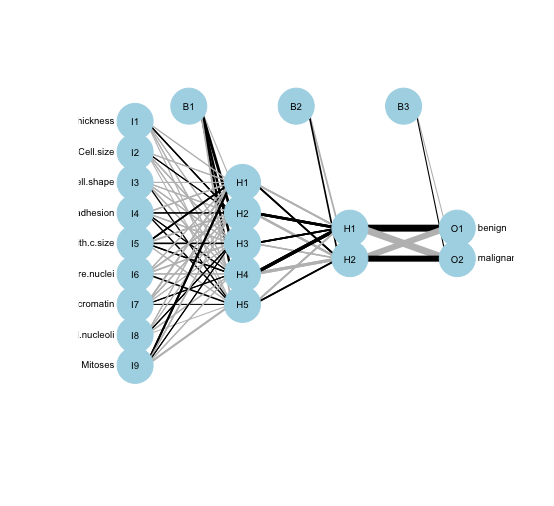 B1
B2
B3
hickness
I1
Cell.size
I2
ell.shape
I3
H1
adhesion
I4
H2
H1
O1
benign
th.c.size
I5
H3
H2
O2
malignan
re.nuclei
I6
H4
cromatin
I7
H5
l.nucleoli
I8
Mitoses
I9